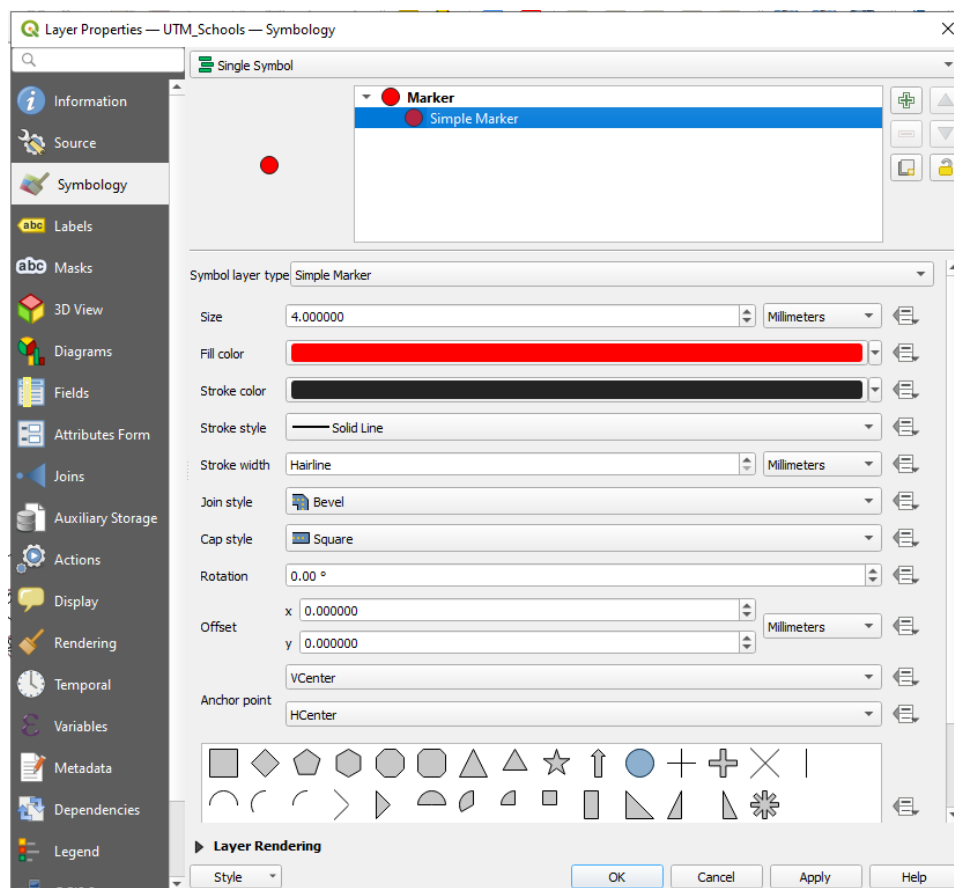 Layer Properties — UTM_Schools — Symbology
Single Symbol
Information
Source
Symbology
abc Labels
abc Masks
3D View
Diagrams
Fields
Attributes Form
Joins
Auxiliary Storage
Actions
Display
Rendering
Temporal
Variables
Metadata
Dependencies
Legend
Marker
Simple Marker
Symbol layer type Simple Marker
Size 4.000000 Millimeters
Fill color
Stroke color
Stroke style Solid Line
Stroke width Hairline Millimeters
Join style Bevel
Cap style Square
Rotation 0.00 °
Offset x 0.000000 Millimeters
y 0.000000
Anchor point VCenter
HCenter
Layer Rendering
Style OK Cancel Apply Help